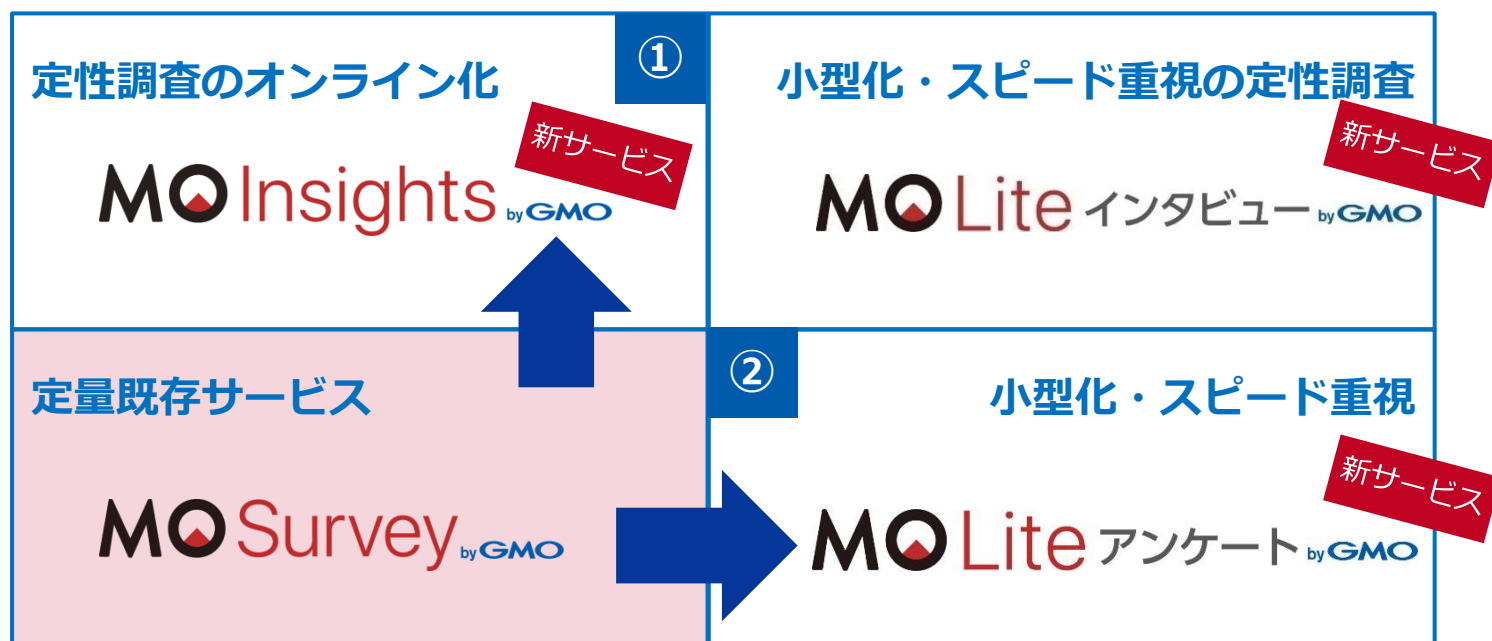 定性調査のオンライン化
①
新サービス
MO Insights by GMO
小型化・スピード重視の定性調査
新サービス
MO Lite インタビュー by GMO
定量既存サービス
MO Survey by GMO
②
小型化・スピード重視
新サービス
MO Lite アンケート by GMO